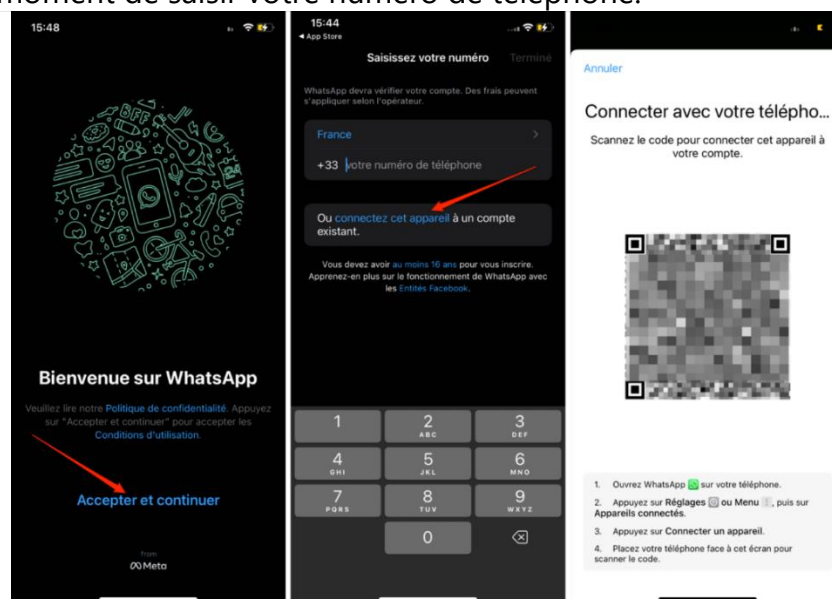 moment de saisir votre numéro de téléphone.
15:48
Bienvenue sur WhatsApp
Veuillez lire notre Politique de confidentialité. Appuyez
sur "Accepter et continuer" pour accepter les
Conditions d'utilisation.
Accepter et continuer
from
Meta
15:44
App Store
Saisissez votre numéro Terminé
WhatsApp devra vérifier votre compte. Des frais peuvent
s'appliquer selon l'opérateur.
France
+33 votre numéro de téléphone
Ou connectez cet appareil à un compte
existant.
Vous devez avoir au moins 16 ans pour vous inscrire.
Apprenez-en plus sur le fonctionnement de WhatsApp avec
les Entités Facebook.
1 2 3
ABC DEF
4 5 6
GHI JKL MNO
7 8 9
PQRS TUV WXYZ
0
Annuler
Connecter avec votre télépho...
Scannez le code pour connecter cet appareil à
votre compte.
1. Ouvrez WhatsApp sur votre téléphone.
2. Appuyez sur Réglages ou Menu , puis sur
Appareils connectés.
3. Appuyez sur Connecter un appareil.
4. Placez votre téléphone face à cet écran pour
scanner le code.